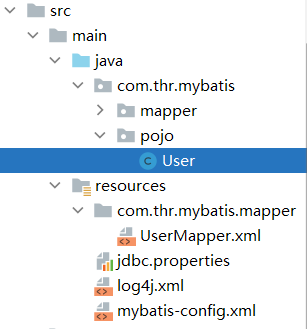 src
main
java
com.thr.mybatis
mapper
pojo
C User
resources
com.thr.mybatis.mapper
UserMapper.xml
jdbc.properties
log4j.xml
mybatis-config.xml